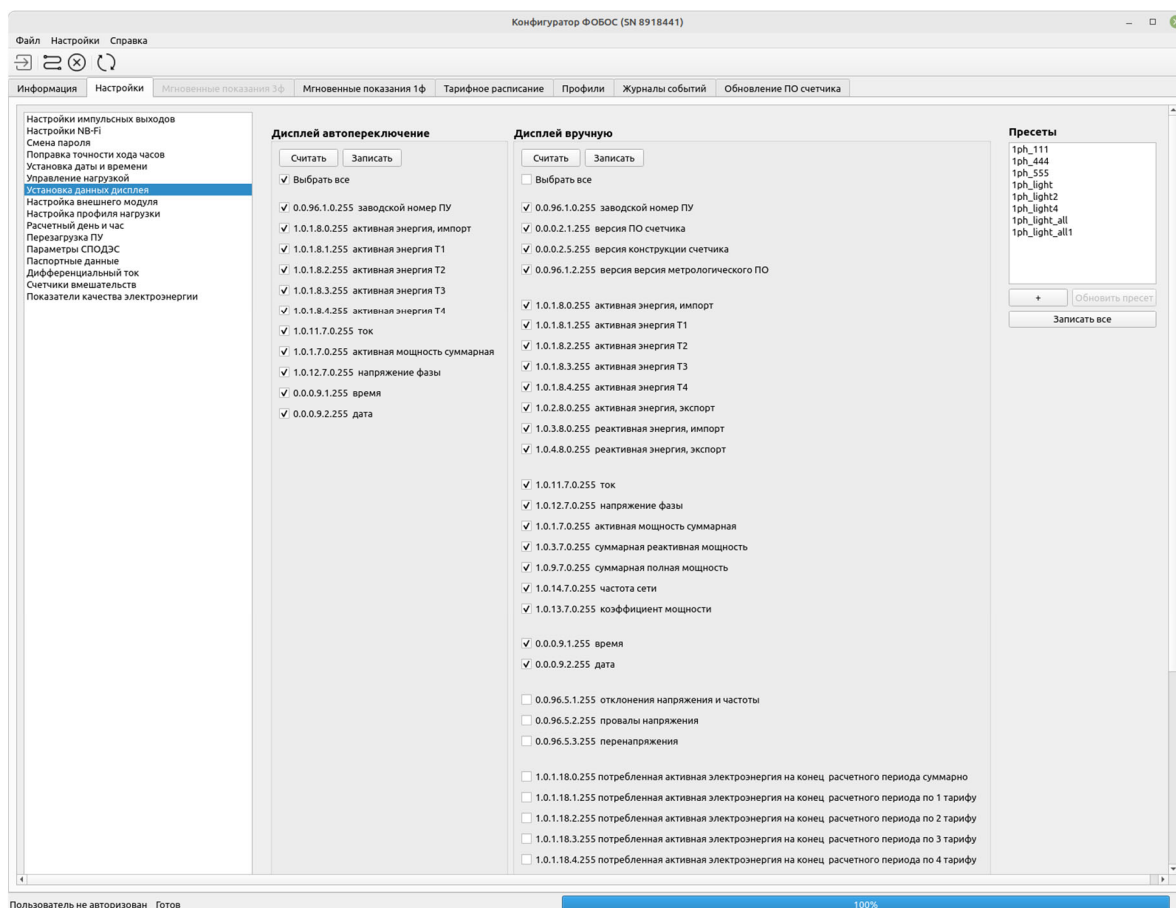 Конфигуратор ФОБОС (SN 8918441)
Файл Настройки Справка
Информация Настройки Мгновенные показания 3ф Мгновенные показания 1ф Тарифное расписание Профили Журналы событий Обновление ПО счетчика
Настройки импульсных выходов
Настройки NB-Fi
Смена пароля
Поправка точности хода часов
Установка даты и времени
Управление нагрузкой
Установка данных дисплея
Настройка внешнего модуля
Настройка профиля нагрузки
Расчетный день и час
Перезагрузка ПУ
Параметры СПОДЭС
Паспортные данные
Дифференциальный ток
Счетчики вмешательств
Показатели качества электроэнергии
Дисплей автопереключение
Считать Записать
Выбрать все
0.0.96.1.0.255 заводской номер ПУ
1.0.1.8.0.255 активная энергия, импорт
1.0.1.8.1.255 активная энергия Т1
1.0.1.8.2.255 активная энергия Т2
1.0.1.8.3.255 активная энергия Т3
1.0.1.8.4.255 активная энергия Т4
1.0.11.7.0.255 ток
1.0.1.7.0.255 активная мощность суммарная
1.0.12.7.0.255 напряжение фазы
0.0.0.9.1.255 время
0.0.0.9.2.255 дата
Дисплей вручную
Считать Записать
Выбрать все
0.0.96.1.0.255 заводской номер ПУ
0.0.0.2.1.255 версия ПО счетчика
0.0.0.2.5.255 версия конструкции счетчика
0.0.96.1.2.255 версия версия метрологического ПО
1.0.1.8.0.255 активная энергия, импорт
1.0.1.8.1.255 активная энергия Т1
1.0.1.8.2.255 активная энергия Т2
1.0.1.8.3.255 активная энергия Т3
1.0.1.8.4.255 активная энергия Т4
1.0.2.8.0.255 активная энергия, экспорт
1.0.3.8.0.255 реактивная энергия, импорт
1.0.4.8.0.255 реактивная энергия, экспорт
1.0.11.7.0.255 ток
1.0.12.7.0.255 напряжение фазы
1.0.1.7.0.255 активная мощность суммарная
1.0.3.7.0.255 суммарная реактивная мощность
1.0.9.7.0.255 суммарная полная мощность
1.0.14.7.0.255 частота сети
1.0.13.7.0.255 коэффициент мощности
0.0.0.9.1.255 время
0.0.0.9.2.255 дата
0.0.96.5.1.255 отклонения напряжения и частоты
0.0.96.5.2.255 провалы напряжения
0.0.96.5.3.255 перенапряжения
1.0.1.18.0.255 потребленная активная электроэнергия на конец расчетного периода суммарно
1.0.1.18.1.255 потребленная активная электроэнергия на конец расчетного периода по 1 тарифу
1.0.1.18.2.255 потребленная активная электроэнергия на конец расчетного периода по 2 тарифу
1.0.1.18.3.255 потребленная активная электроэнергия на конец расчетного периода по 3 тарифу
1.0.1.18.4.255 потребленная активная электроэнергия на конец расчетного периода по 4 тарифу
Пресеты
1ph_111
1ph_444
1ph_555
1ph_light
1ph_light2
1ph_light4
1ph_light_all
1ph_light_all1
+ Обновить пресет
Записать все
Пользователь не авторизован Готов
100%